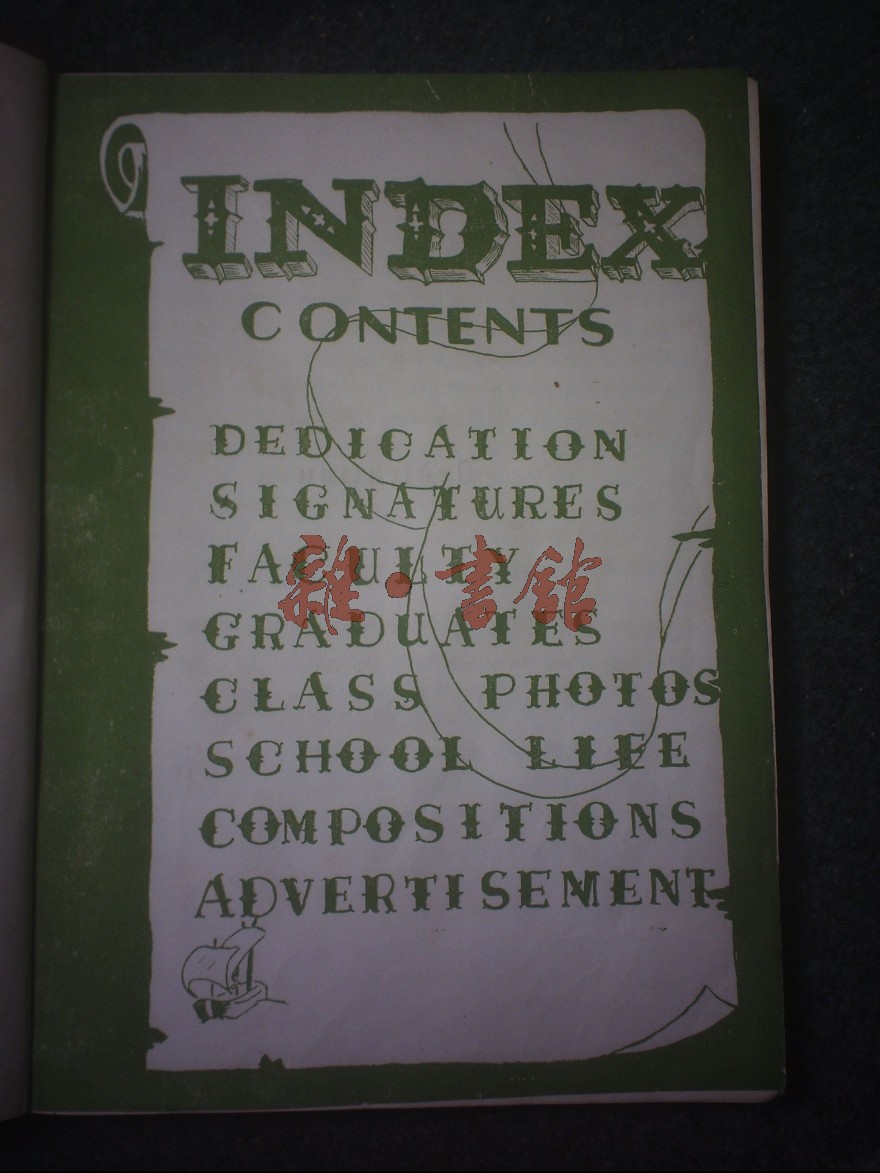 INDEX
CONTENTS
DEDICATION
SIGNATURES
FACULTY
雜·書館
GRADUATES
CLASS PHOTOS
SCHOOL LIFE
COMPOSITIONS
ADVERTISEMENT